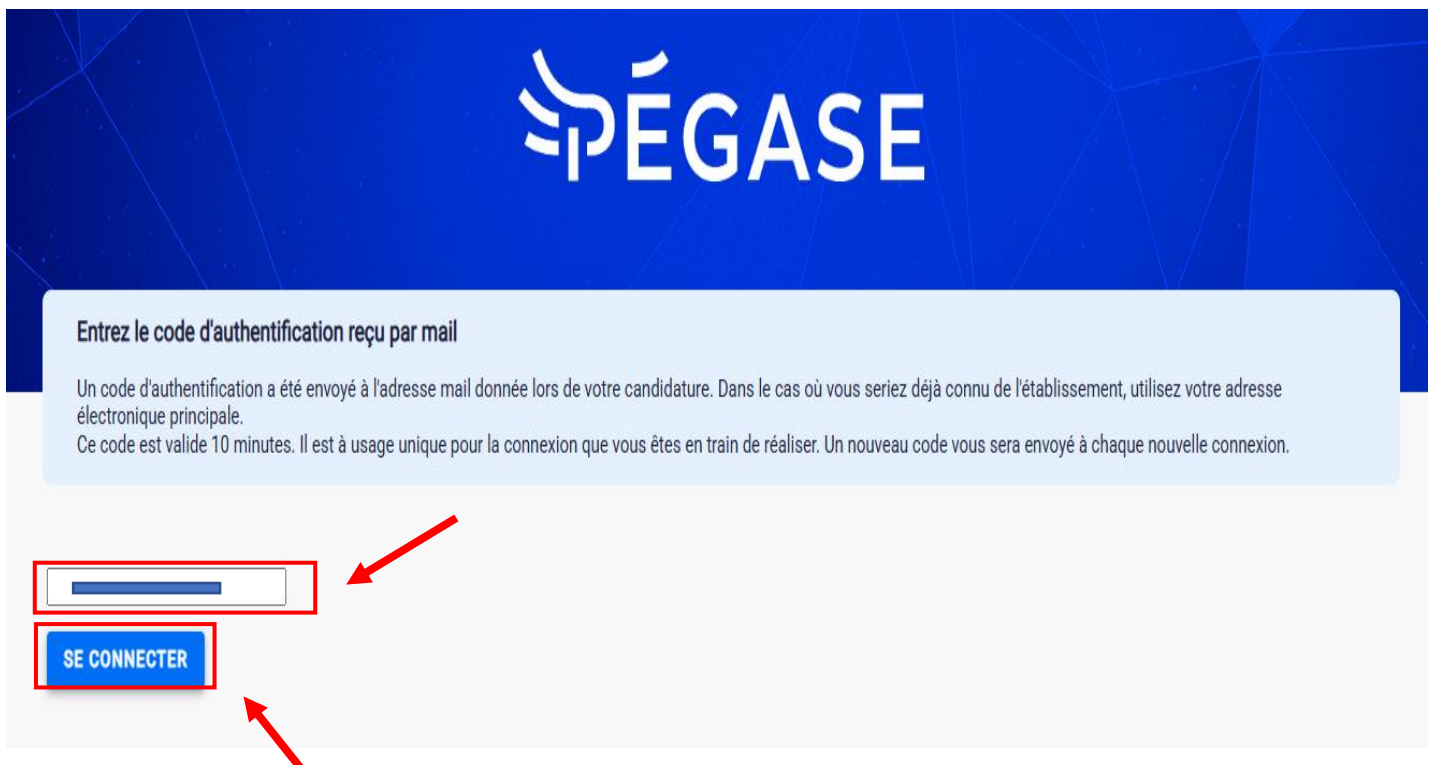 PÉGASE
Entrez le code d'authentification reçu par mail
Un code d'authentification a été envoyé à l'adresse mail donnée lors de votre candidature. Dans le cas où vous seriez déjà connu de l'établissement, utilisez votre adresse
électronique principale.
Ce code est valide 10 minutes. Il est à usage unique pour la connexion que vous êtes en train de réaliser. Un nouveau code vous sera envoyé à chaque nouvelle connexion.
SE CONNECTER